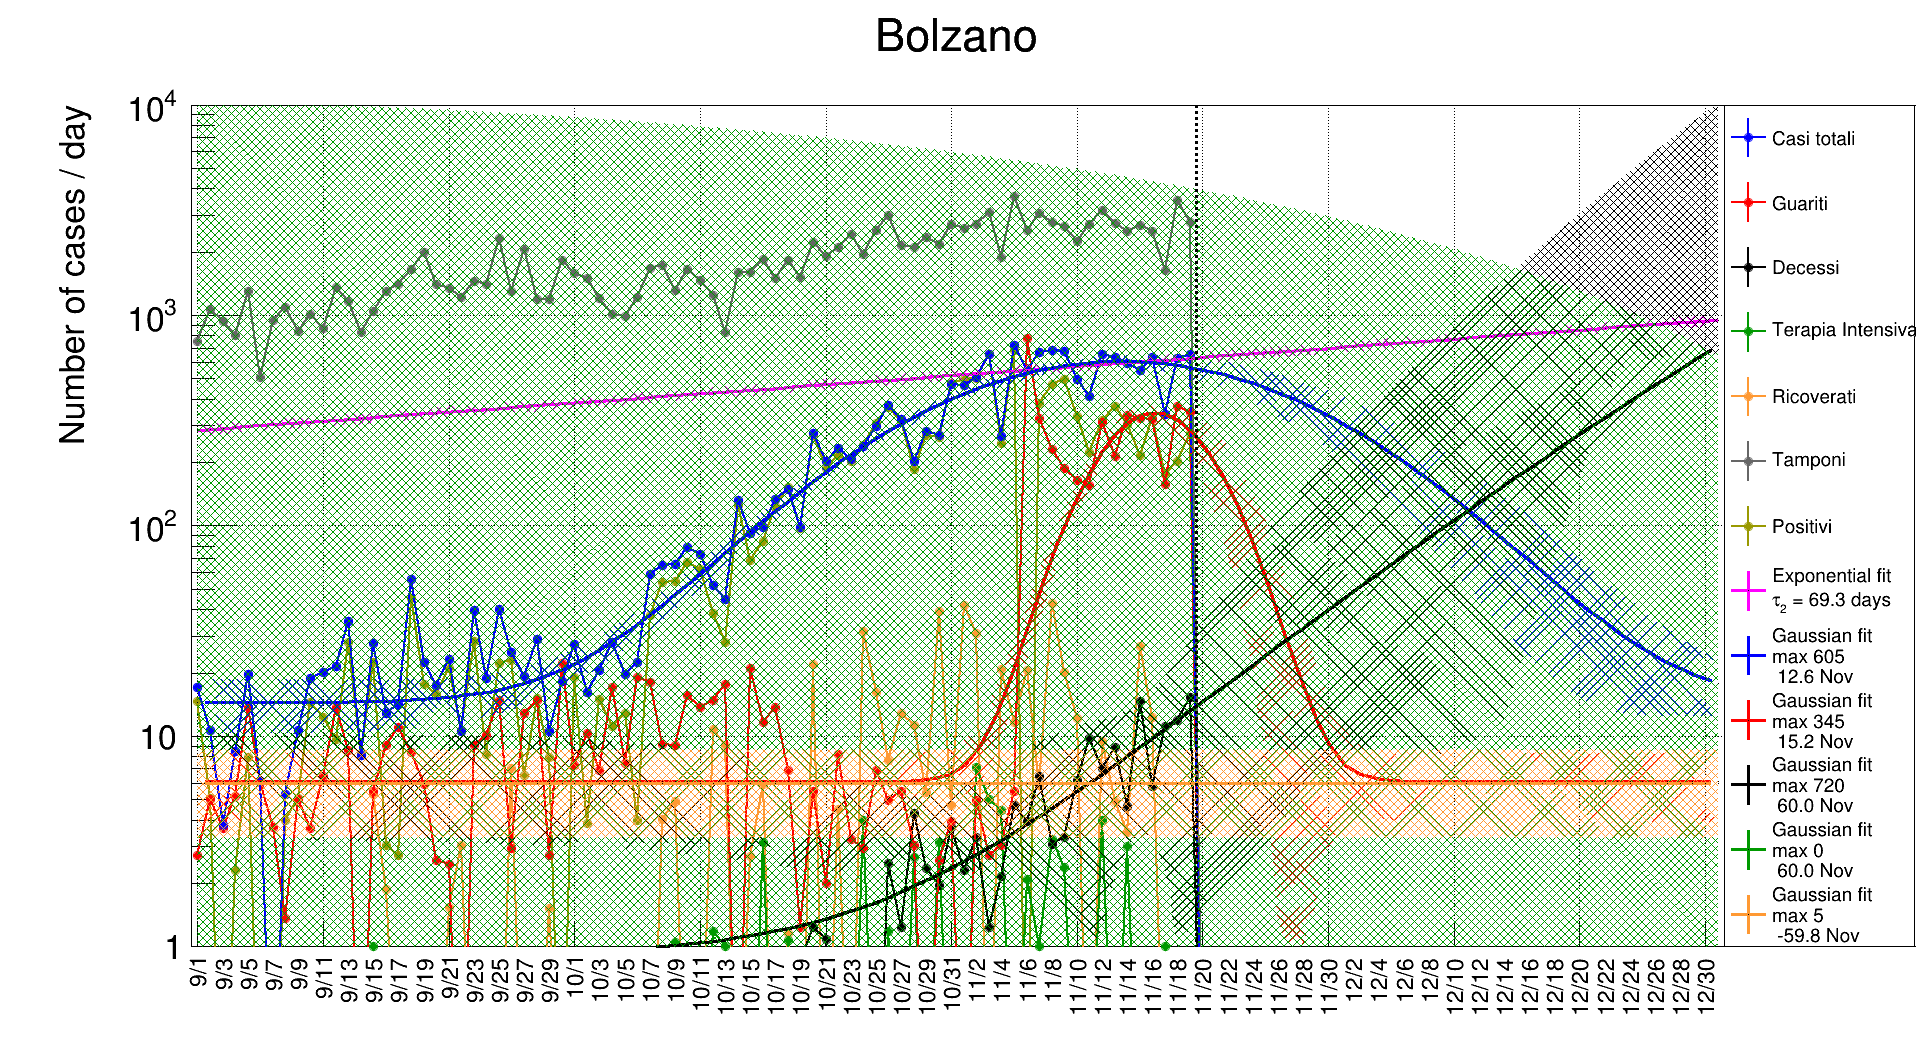 Bolzano
Number of cases / day
10⁴
10³
10²
10
1
9/1
9/3
9/5
9/7
9/9
9/11
9/13
9/15
9/17
9/19
9/21
9/23
9/25
9/27
9/29
10/1
10/3
10/5
10/7
10/9
10/11
10/13
10/15
10/17
10/19
10/21
10/23
10/25
10/27
10/29
10/31
11/2
11/4
11/6
11/8
11/10
11/12
11/14
11/16
11/18
11/20
11/22
11/24
11/26
11/28
11/30
12/2
12/4
12/6
12/8
12/10
12/12
12/14
12/16
12/18
12/20
12/22
12/24
12/26
12/28
12/30
Casi totali
Guariti
Decessi
Terapia Intensiva
Ricoverati
Tamponi
Positivi
Exponential fit
τ₂ = 69.3 days
Gaussian fit
max 605
12.6 Nov
Gaussian fit
max 345
15.2 Nov
Gaussian fit
max 720
60.0 Nov
Gaussian fit
max 0
60.0 Nov
Gaussian fit
max 5
-59.8 Nov